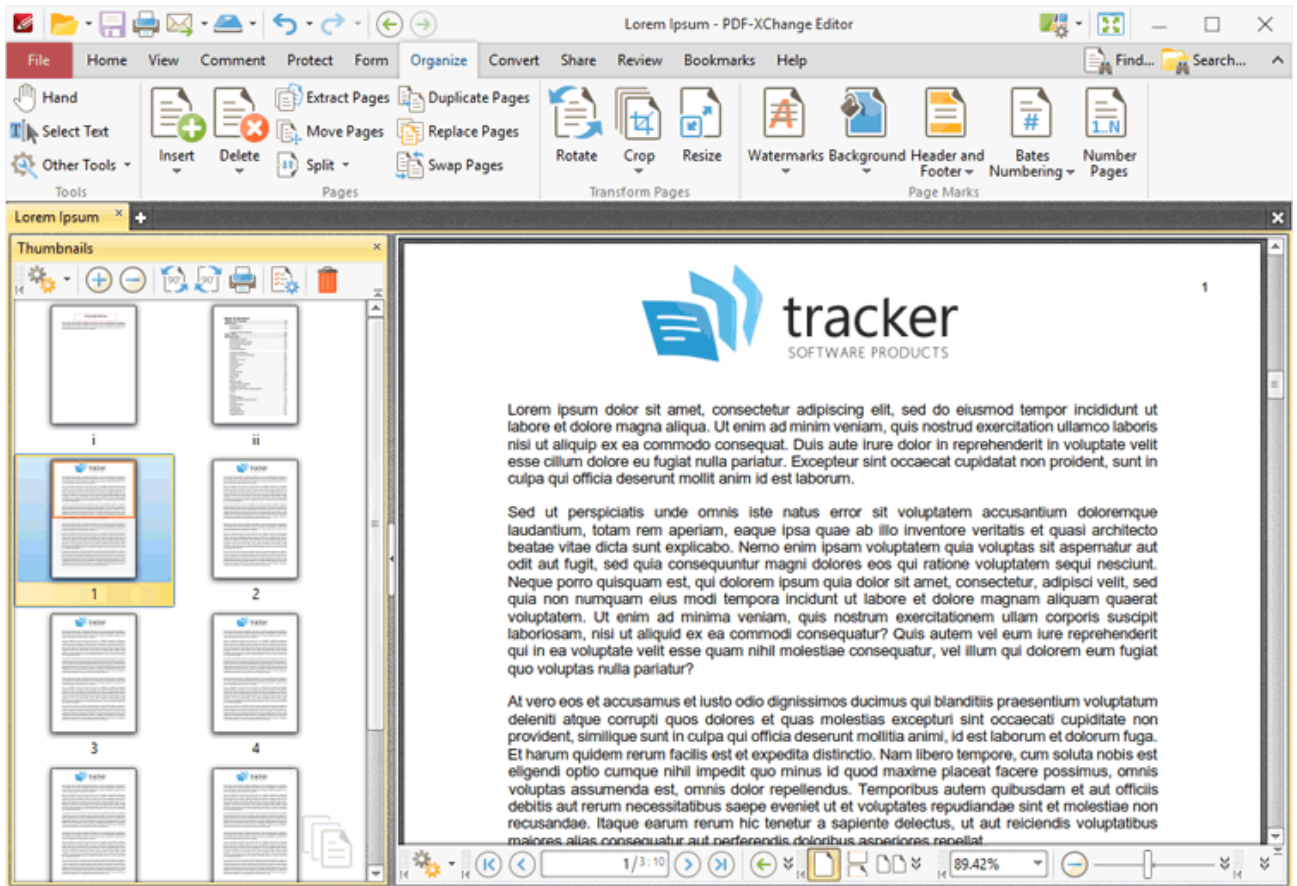 Lorem Ipsum - PDF-XChange Editor
File Home View Comment Protect Form Organize Convert Share Review Bookmarks Help Find... Search...
Hand
Select Text
Other Tools
Tools
Insert
Delete
Extract Pages
Move Pages
Split
Duplicate Pages
Replace Pages
Swap Pages
Pages
Rotate
Crop
Resize
Transform Pages
Watermarks
Background
Header and
Footer
Bates
Numbering
1..N
Number
Pages
Page Marks
Lorem Ipsum
Thumbnails
90° 90°
i ii
tracker tracker
1 2
tracker tracker
3 4
tracker tracker
1
tracker
SOFTWARE PRODUCTS
Lorem ipsum dolor sit amet, consectetur adipiscing elit, sed do eiusmod tempor incididunt ut
labore et dolore magna aliqua. Ut enim ad minim veniam, quis nostrud exercitation ullamco laboris
nisi ut aliquip ex ea commodo consequat. Duis aute irure dolor in reprehenderit in voluptate velit
esse cillum dolore eu fugiat nulla pariatur. Excepteur sint occaecat cupidatat non proident, sunt in
culpa qui officia deserunt mollit anim id est laborum.
Sed ut perspiciatis unde omnis iste natus error sit voluptatem accusantium doloremque
laudantium, totam rem aperiam, eaque ipsa quae ab illo inventore veritatis et quasi architecto
beatae vitae dicta sunt explicabo. Nemo enim ipsam voluptatem quia voluptas sit aspernatur aut
odit aut fugit, sed quia consequuntur magni dolores eos qui ratione voluptatem sequi nesciunt.
Neque porro quisquam est, qui dolorem ipsum quia dolor sit amet, consectetur, adipisci velit, sed
quia non numquam eius modi tempora incidunt ut labore et dolore magnam aliquam quaerat
voluptatem. Ut enim ad minima veniam, quis nostrum exercitationem ullam corporis suscipit
laboriosam, nisi ut aliquid ex ea commodi consequatur? Quis autem vel eum iure reprehenderit
qui in ea voluptate velit esse quam nihil molestiae consequatur, vel illum qui dolorem eum fugiat
quo voluptas nulla pariatur?
At vero eos et accusamus et iusto odio dignissimos ducimus qui blanditiis praesentium voluptatum
deleniti atque corrupti quos dolores et quas molestias excepturi sint occaecati cupiditate non
provident, similique sunt in culpa qui officia deserunt mollitia animi, id est laborum et dolorum fuga.
Et harum quidem rerum facilis est et expedita distinctio. Nam libero tempore, cum soluta nobis est
eligendi optio cumque nihil impedit quo minus id quod maxime placeat facere possimus, omnis
voluptas assumenda est, omnis dolor repellendus. Temporibus autem quibusdam et aut officiis
debitis aut rerum necessitatibus saepe eveniet ut et voluptates repudiandae sint et molestiae non
recusandae. Itaque earum rerum hic tenetur a sapiente delectus, ut aut reiciendis voluptatibus
maiores alias consequatur aut perferendis doloribus asperiores repellat
1/3:10 89.42%